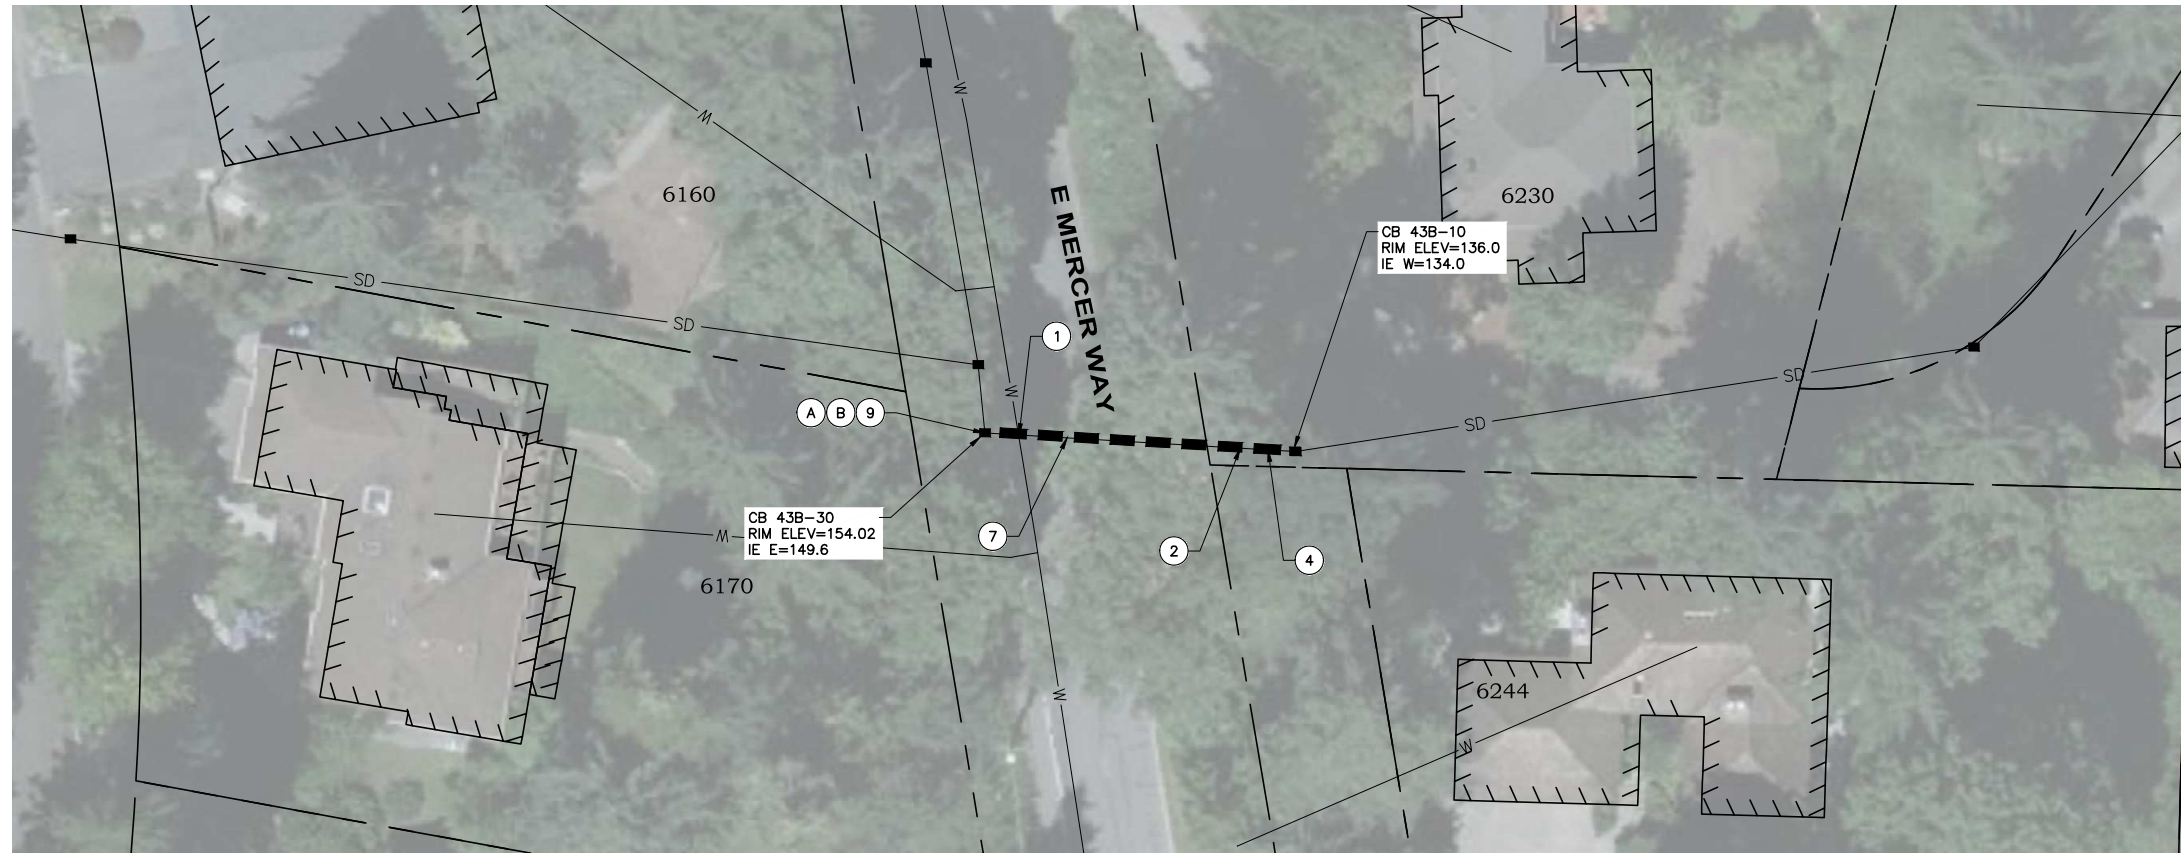 W
W
6160
6230
E MERCER WAY
CB 43B-10
RIM ELEV=136.0
IE W=134.0
SD
SD
1
W
SD
SD
A B 9
CB 43B-30
RIM ELEV=154.02
IE E=149.6
W
7
2
4
6170
W
6244
W